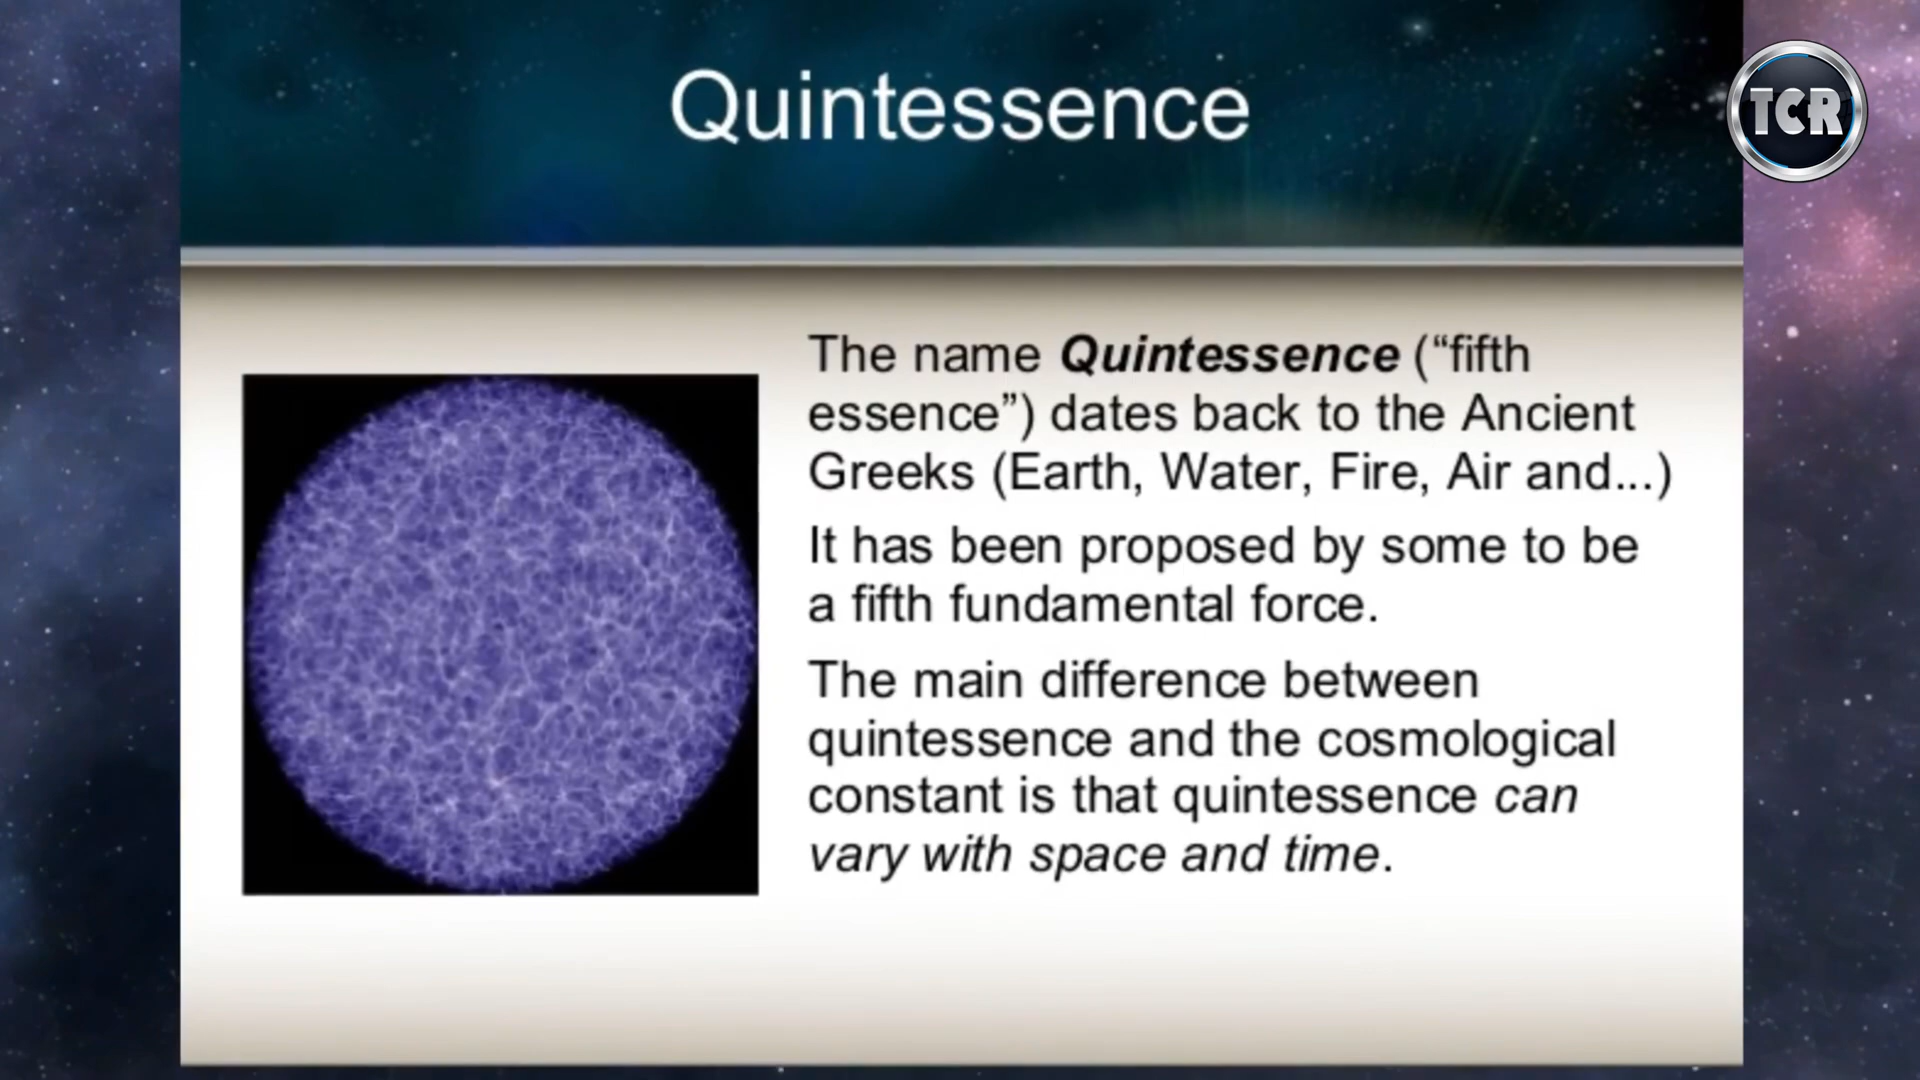 Quintessence
TCR
The name Quintessence (“fifth
essence”) dates back to the Ancient
Greeks (Earth, Water, Fire, Air and...)
It has been proposed by some to be
a fifth fundamental force.
The main difference between
quintessence and the cosmological
constant is that quintessence can
vary with space and time.